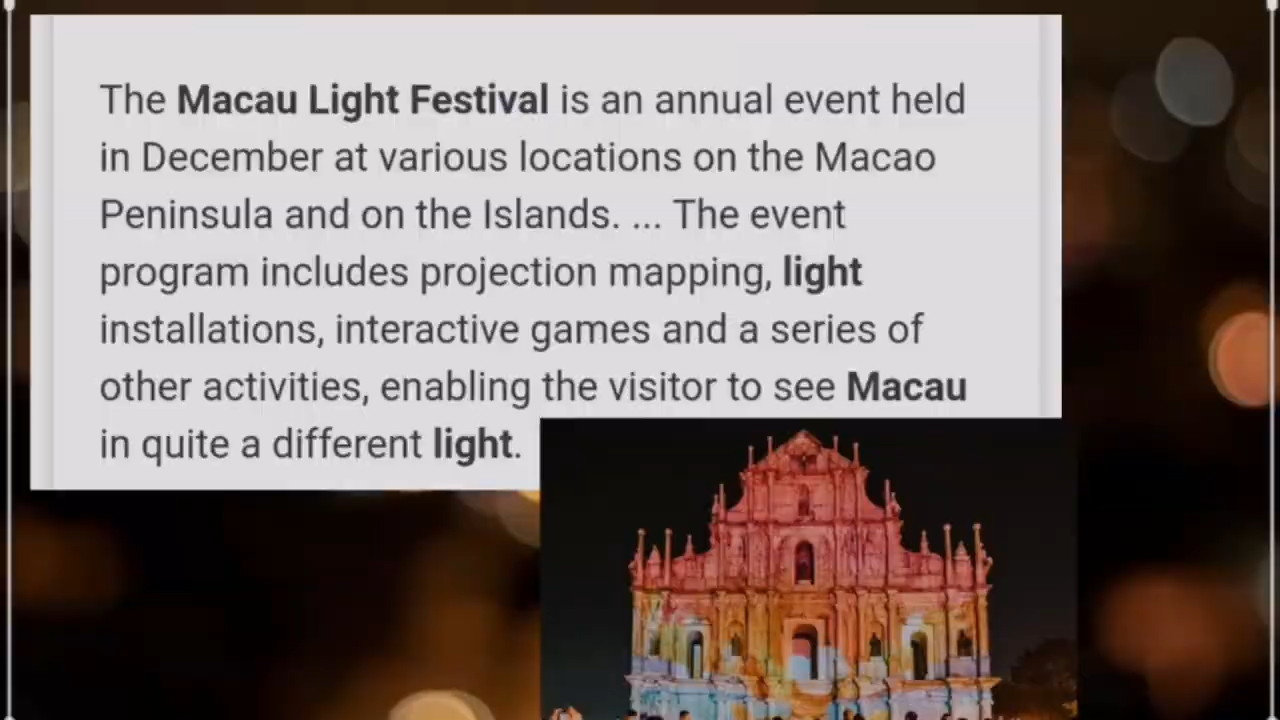 The Macau Light Festival is an annual event held
in December at various locations on the Macao
Peninsula and on the Islands. ... The event
program includes projection mapping, light
installations, interactive games and a series of
other activities, enabling the visitor to see Macau
in quite a different light.